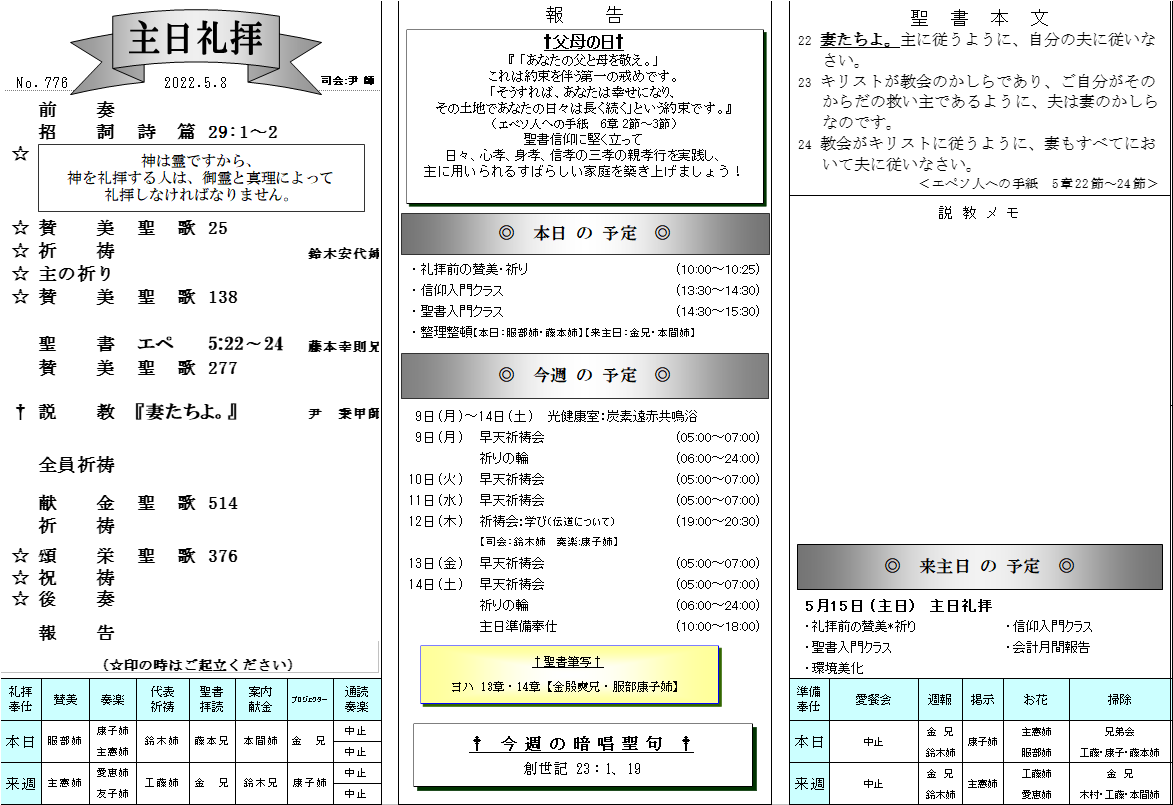 主日礼拝
No. 776 2022.5.8 司会:尹 師
前 奏
招 詞 詩 篇 29:1～2
☆ 神は霊ですから、
神を礼拝する人は、御霊と真理によって
礼拝しなければなりません。
☆ 賛 美 聖 歌 25
☆ 祈 祷 鈴木安代姉
☆ 主の祈り
☆ 賛 美 聖 歌 138
聖 書 エペ 5:22～24 藤本幸則兄
賛 美 聖 歌 277
† 説 教 『妻たちよ。』 尹 秉甲師
全員祈祷
献 金 聖 歌 514
祈 祷
☆ 頌 栄 聖 歌 376
☆ 祝 祷
☆ 後 奏
報 告
(☆印の時はご起立ください)
礼拝奉仕 賛美 奏楽 代表祈祷 聖書拝読 案内献金 プロジェクター 通読奏楽
本日 服部姉 康子姉 主憲姉 鈴木姉 藤本兄 本間姉 金 兄 中止 中止
来週 主憲姉 愛恵姉 友子姉 工藤姉 金 兄 鈴木兄 康子姉 中止 中止
報 告
†父母の日†
『「あなたの父と母を敬え。」
これは約束を伴う第一の戒めです。
「そうすれば、あなたは幸せになり、
その土地であなたの日々は長く続く」という約束です。』
(エペソ人への手紙 6章 2節～3節)
聖書信仰に堅く立って
日々、心孝、身孝、信孝の三孝の親孝行を実践し、
主に用いられるすばらしい家庭を築き上げましょう！
◎ 本日 の 予定 ◎
・礼拝前の賛美・祈り (10:00～10:25)
・信仰入門クラス (13:30～14:30)
・聖書入門クラス (14:30～15:30)
・整理整頓【本日:服部姉・藤本姉】【来主日:金兄・本間姉】
◎ 今週 の 予定 ◎
9日(月)～14日(土) 光健康室:炭素遠赤共鳴浴
9日(月) 早天祈祷会 (05:00～07:00)
祈りの輪 (06:00～24:00)
10日(火) 早天祈祷会 (05:00～07:00)
11日(水) 早天祈祷会 (05:00～07:00)
12日(木) 祈祷会:学び(伝道について) (19:00～20:30)
【司会:鈴木姉 奏楽:康子姉】
13日(金) 早天祈祷会 (05:00～07:00)
14日(土) 早天祈祷会 (05:00～07:00)
祈りの輪 (06:00～24:00)
主日準備奉仕 (10:00～18:00)
†聖書筆写†
ヨハ 13章・14章【金殷奭兄・服部康子姉】
† 今週の暗唱聖句 †
創世記 23：1、19
聖 書 本 文
22 妻たちよ。主に従うように、自分の夫に従いな
さい。
23 キリストが教会のかしらであり、ご自分がその
からだの救い主であるように、夫は妻のかしら
なのです。
24 教会がキリストに従うように、妻もすべてにお
いて夫に従いなさい。
＜エペソ人への手紙 5章22節～24節＞
説 教 メ モ
◎ 来主日 の 予定 ◎
5月15日(主日) 主日礼拝
・礼拝前の賛美*祈り ・信仰入門クラス
・聖書入門クラス ・会計月間報告
・環境美化
準備奉仕 愛餐会 週報 掲示 お花 掃除
本日 中止 金 兄 鈴木姉 康子姉 主憲姉 服部姉 兄弟会 工藤・康子・藤本姉
来週 中止 金 兄 鈴木姉 主憲姉 工藤姉 愛恵姉 金 兄 木村・工藤・本間姉